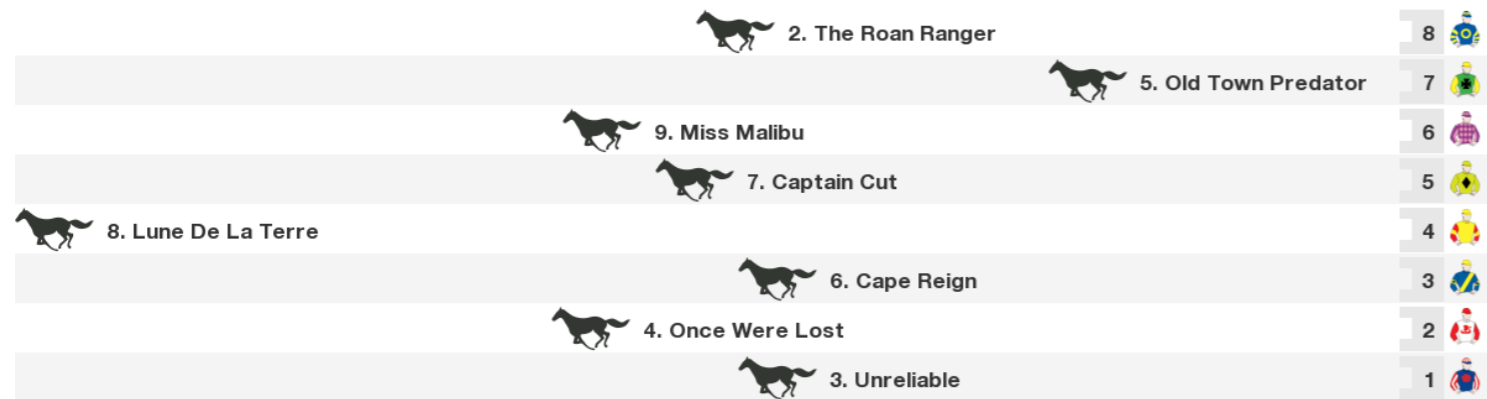 2. The Roan Ranger 8
5. Old Town Predator 7
9. Miss Malibu 6
7. Captain Cut 5
8. Lune De La Terre 4
6. Cape Reign 3
4. Once Were Lost 2
3. Unreliable 1